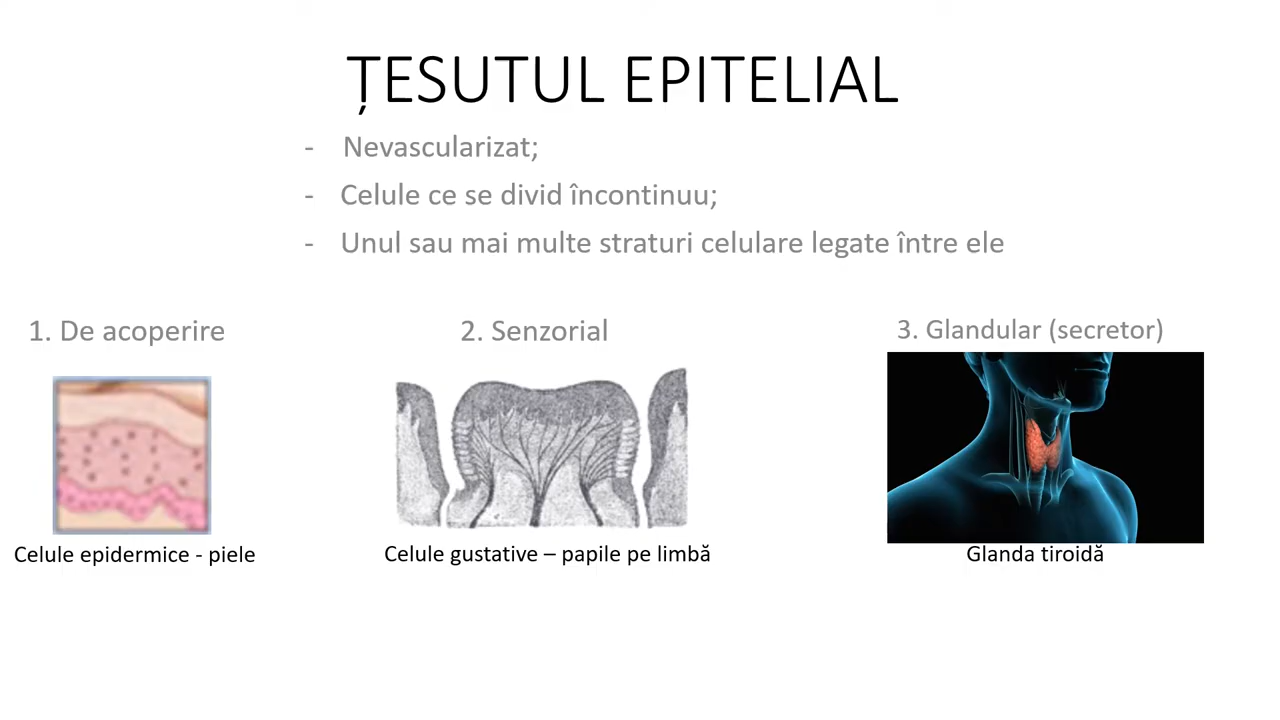 ȚESUTUL EPITELIAL
- Nevascularizat;
- Celule ce se divid încontinuu;
- Unul sau mai multe straturi celulare legate între ele
1. De acoperire
2. Senzorial
3. Glandular (secretor)
Celule epidermice - piele
Celule gustative – papile pe limbă
Glanda tiroidă